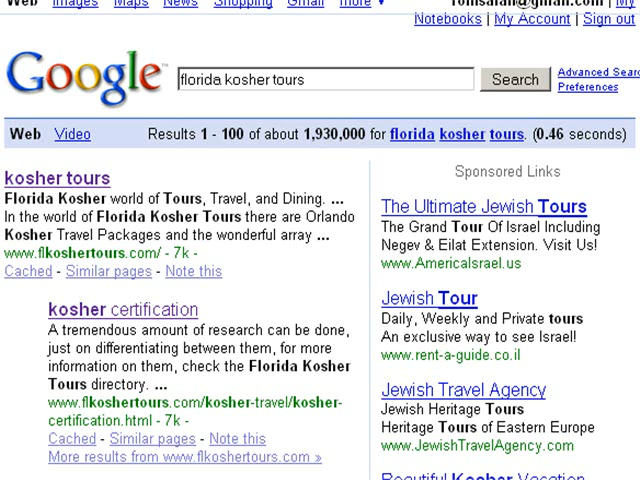 Web Images Maps News Shopping Gmail more ▼
@gmail.com | My
Notebooks | My Account | Sign out
Google™
florida kosher tours
Search
Advanced Sear
Preferences
Web Video Results 1 - 100 of about 1,930,000 for florida kosher tours. (0.46 seconds)
kosher tours
Florida Kosher world of Tours, Travel, and Dining. ...
In the world of Florida Kosher Tours there are Orlando
Kosher Travel Packages and the wonderful array ...
www.flkoshertours.com/ - 7k -
Cached - Similar pages - Note this
kosher certification
A tremendous amount of research can be done,
just on differentiating between them, for more
information on them, check the Florida Kosher
Tours directory. ...
www.flkoshertours.com/kosher-travel/kosher-
certification.html - 7k -
Cached - Similar pages - Note this
More results from www.flkoshertours.com »
Sponsored Links
The Ultimate Jewish Tours
The Grand Tour Of Israel Including
Negev & Eilat Extension. Visit Us!
www.AmericaIsrael.us
Jewish Tour
Daily, Weekly and Private tours
An exclusive way to see Israel!
www.rent-a-guide.co.il
Jewish Travel Agency
Jewish Heritage Tours
Heritage Tours of Eastern Europe
www.JewishTravelAgency.com
Beautiful Kosher Vacation